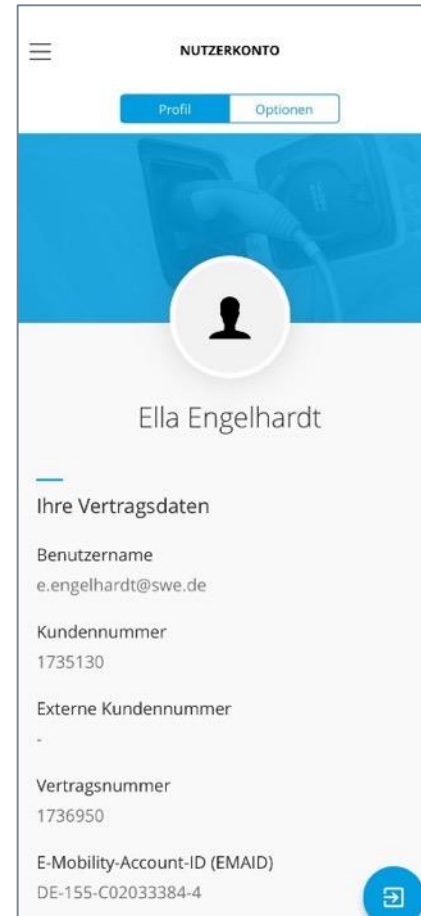 NUTZERKONTO
Profil
Optionen
Ella Engelhardt
Ihre Vertragsdaten
Benutzername
e.engelhardt@swe.de
Kundennummer
1735130
Externe Kundennummer
-
Vertragsnummer
1736950
E-Mobility-Account-ID (EMAID)
DE-155-C02033384-4